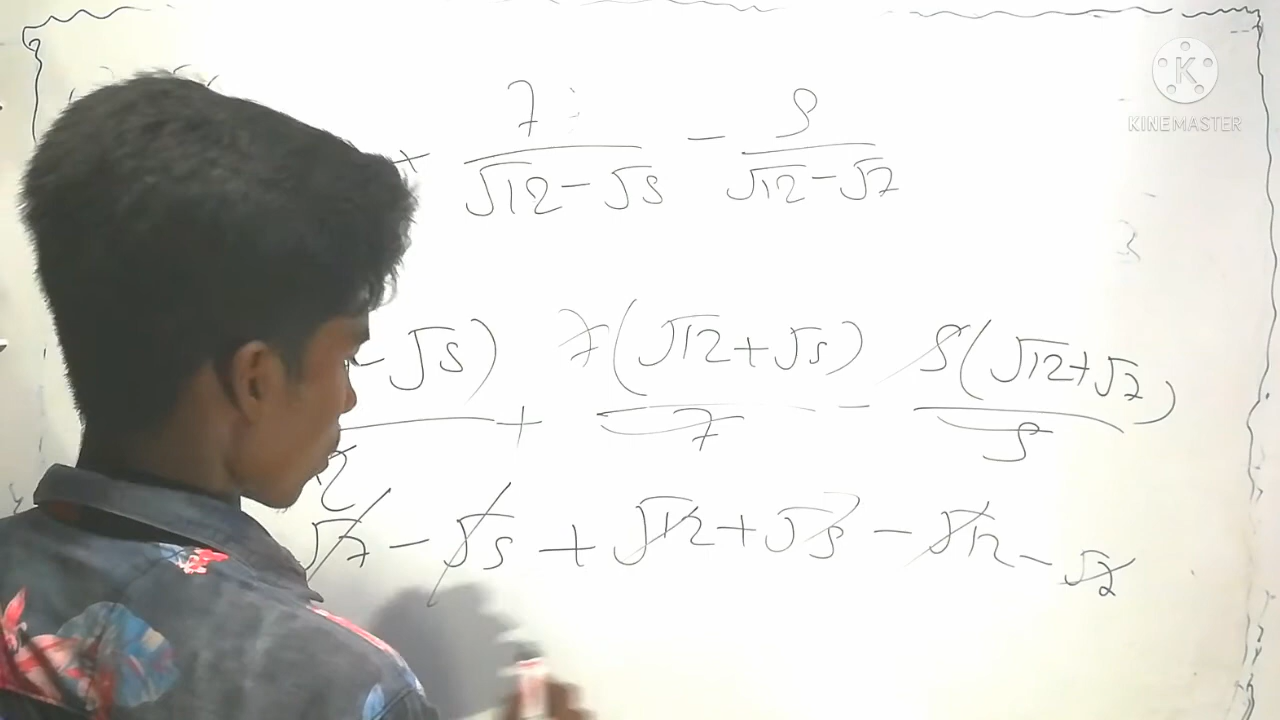 + 7/(√12 - √5) - 5/(√12 - √7)
- √5) + 7(√12 + √5)/7 - 5(√12 + √7)/5
2
√7 - √5 + √12 + √5 - √12 - √7
K
KINEMASTER